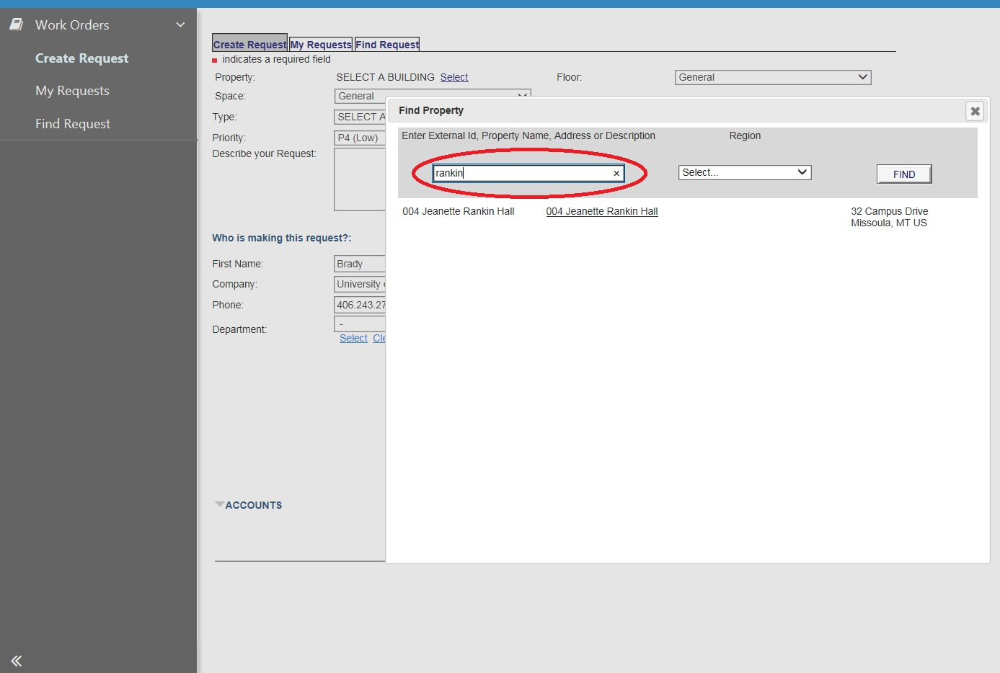 Work Orders
Create Request
My Requests
Find Request
Create Request My Requests Find Request
indicates a required field
Property: SELECT A BUILDING Select Floor: General
Space: General
Type: SELECT A
Priority: P4 (Low)
Describe your Request:
Who is making this request?:
First Name: Brady
Company: University
Phone: 406.243.27
Department: -
Select Cle
ACCOUNTS
Find Property
Enter External Id, Property Name, Address or Description Region
rankin × Select... FIND
004 Jeanette Rankin Hall 004 Jeanette Rankin Hall 32 Campus Drive
Missoula, MT US